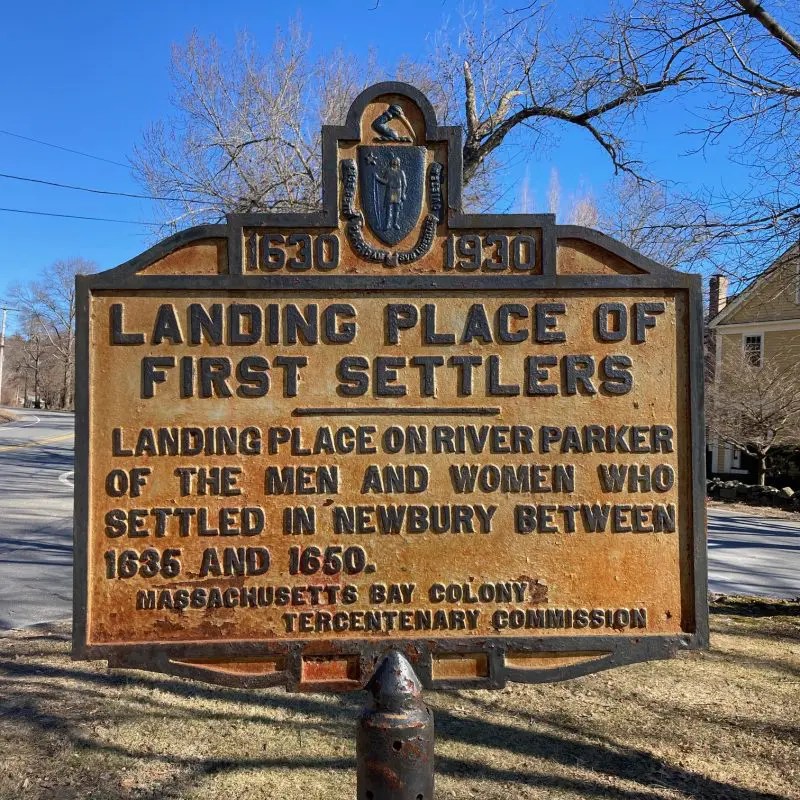 1630 1930
LANDING PLACE OF
FIRST SETTLERS
LANDING PLACE ON RIVER PARKER
OF THE MEN AND WOMEN WHO
SETTLED IN NEWBURY BETWEEN
1635 AND 1650.
MASSACHUSETTS BAY COLONY
TERCENTENARY COMMISSION